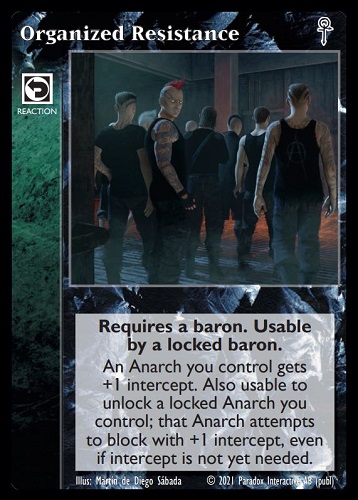 Organized Resistance
REACTION
Requires a baron. Usable
by a locked baron.
An Anarch you control gets
+1 intercept. Also usable to
unlock a locked Anarch you
control; that Anarch attempts
to block with +1 intercept, even
if intercept is not yet needed.
Illus: Martín de Diego Sábada © 2021 Paradox Interactive AB (publ)